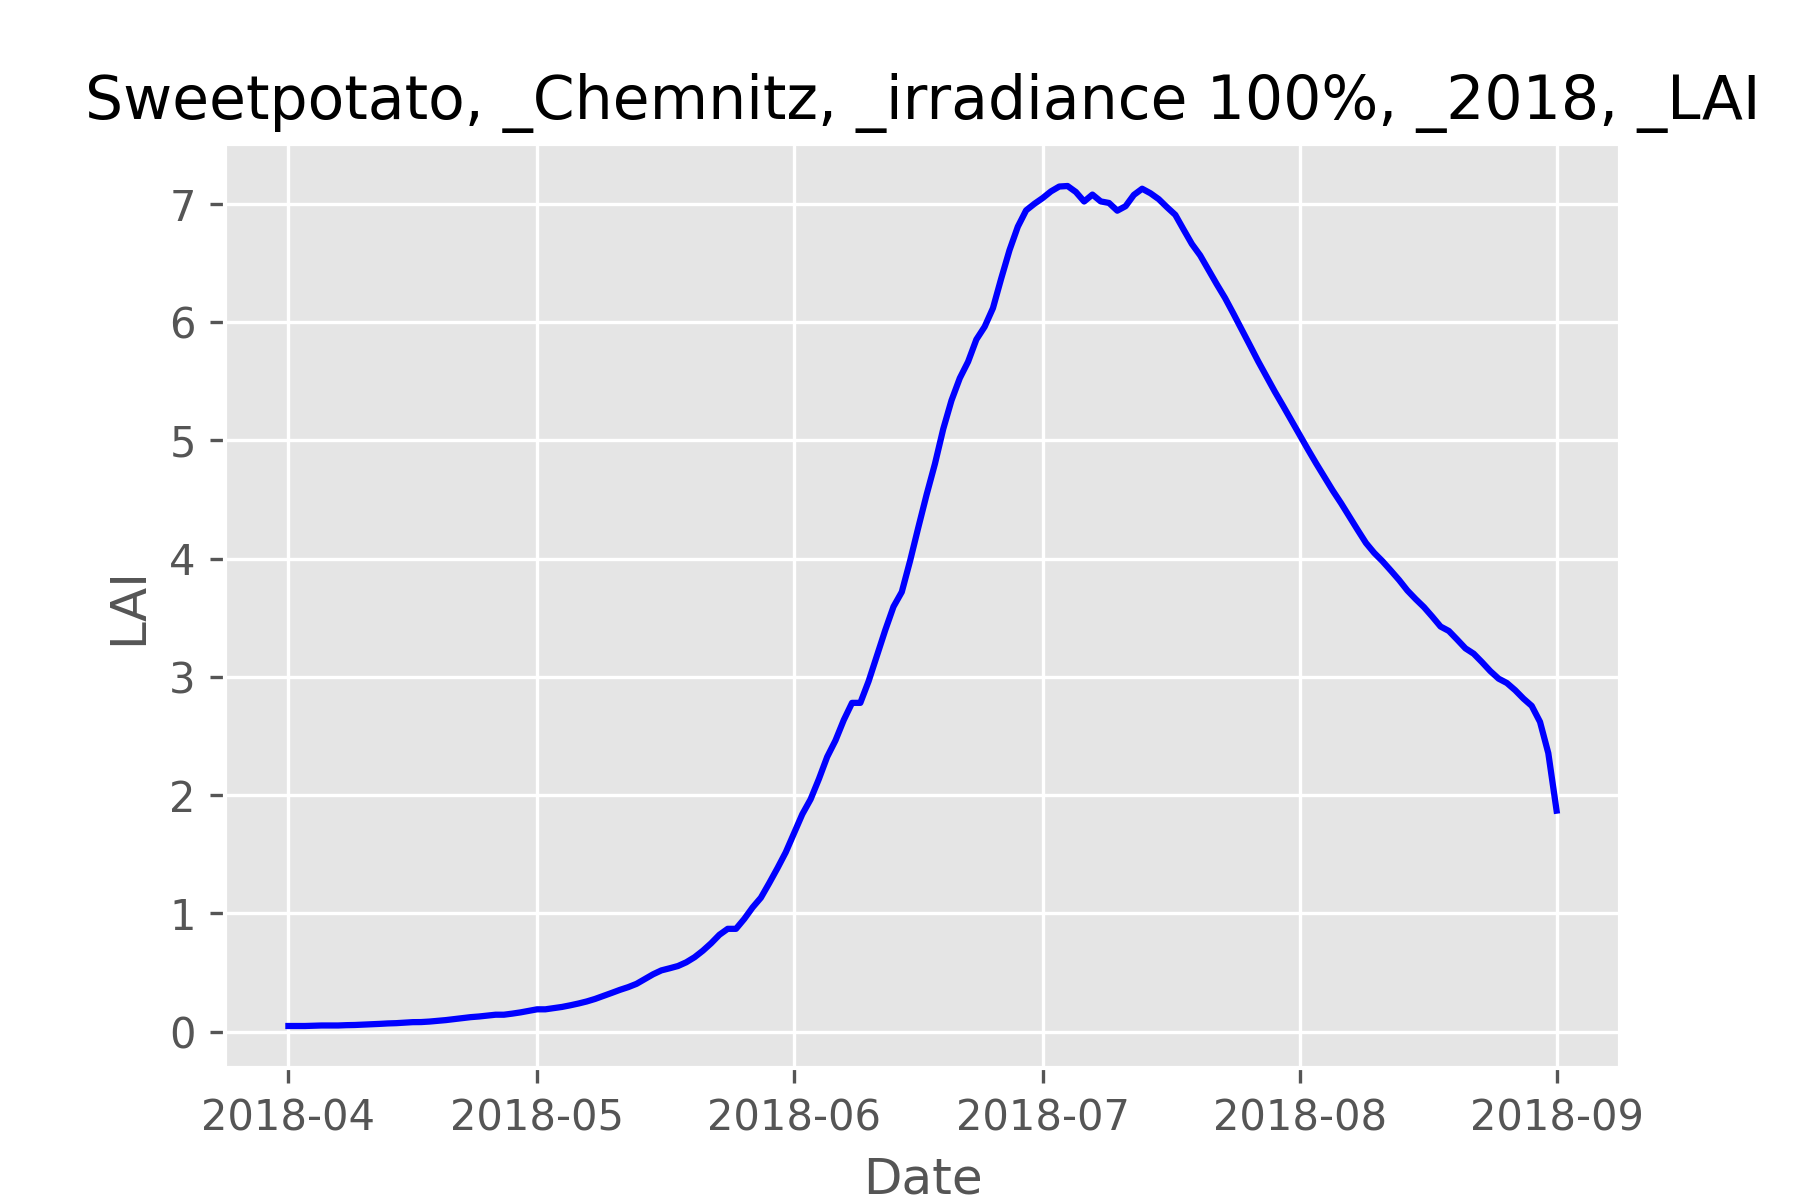 Sweetpotato, _Chemnitz, _irradiance 100%, _2018, _LAI
7
6
5
4
3
2
1
0
LAI
2018-04 2018-05 2018-06 2018-07 2018-08 2018-09
Date